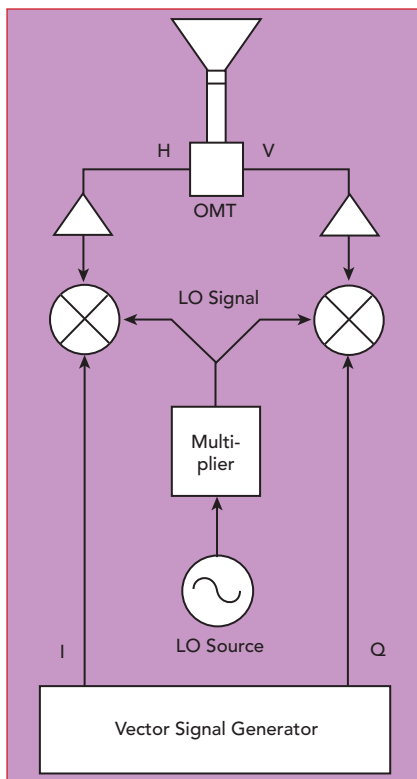 H
V
OMT
LO Signal
Multi-
plier
LO Source
I
Q
Vector Signal Generator